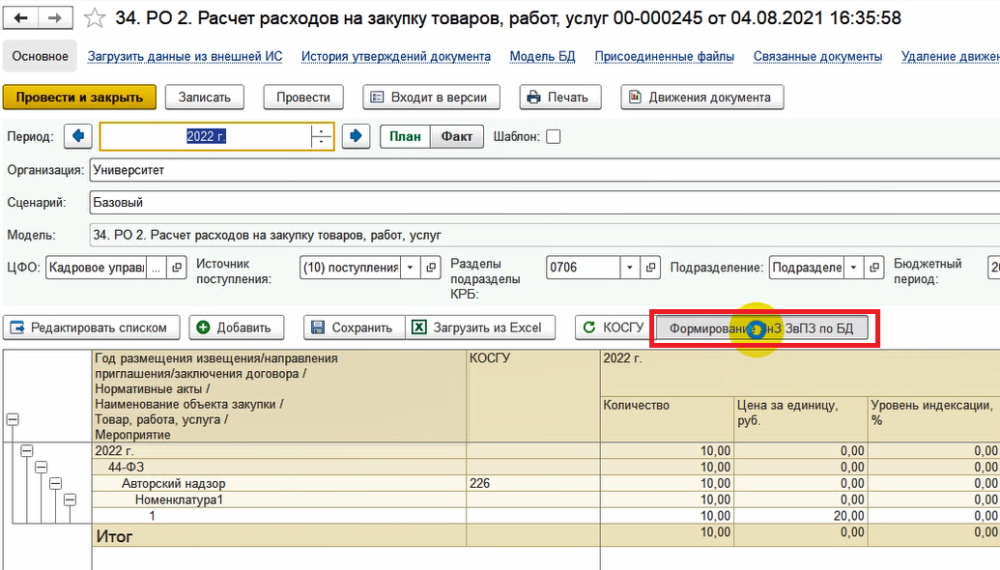 34. РО 2. Расчет расходов на закупку товаров, работ, услуг 00-000245 от 04.08.2021 16:35:58
Основное Загрузить данные из внешней ИС История утверждений документа Модель БД Присоединенные файлы Связанные документы Удаление движен
Провести и закрыть Записать Провести Входит в версии Печать Движения документа
Период: 2022 г. План Факт Шаблон:
Организация: Университет
Сценарий: Базовый
Модель: 34. РО 2. Расчет расходов на закупку товаров, работ, услуг
ЦФО: Кадровое управл ... Источник поступления: (10) поступления Разделы подразделы КРБ: 0706 Подразделение: Подразделе Бюджетный период: 20
Редактировать списком Добавить Сохранить Загрузить из Excel КОСГУ Формирование ЗвПЗ по БД
Год размещения извещения/направления КОСГУ 2022 г.
приглашения/заключения договора /
Нормативные акты /
Наименование объекта закупки / Количество Цена за единицу, Уровень индексации,
Товар, работа, услуга / руб. %
Мероприятие
2022 г. 10,00 0,00 0,00
44-ФЗ 10,00 0,00 0,00
Авторский надзор 226 10,00 0,00 0,00
Номенклатура1 10,00 0,00 0,00
1 10,00 20,00 0,00
Итог 10,00 0,00 0,00